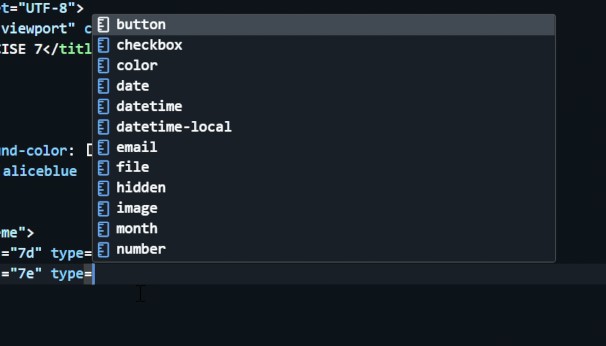 t="UTF-8">
viewport" c
CISE 7</titl
button
checkbox
color
date
datetime
datetime-local
email
file
hidden
image
month
number
nd-color:
aliceblue
me">
="7d" type=
="7e" type=